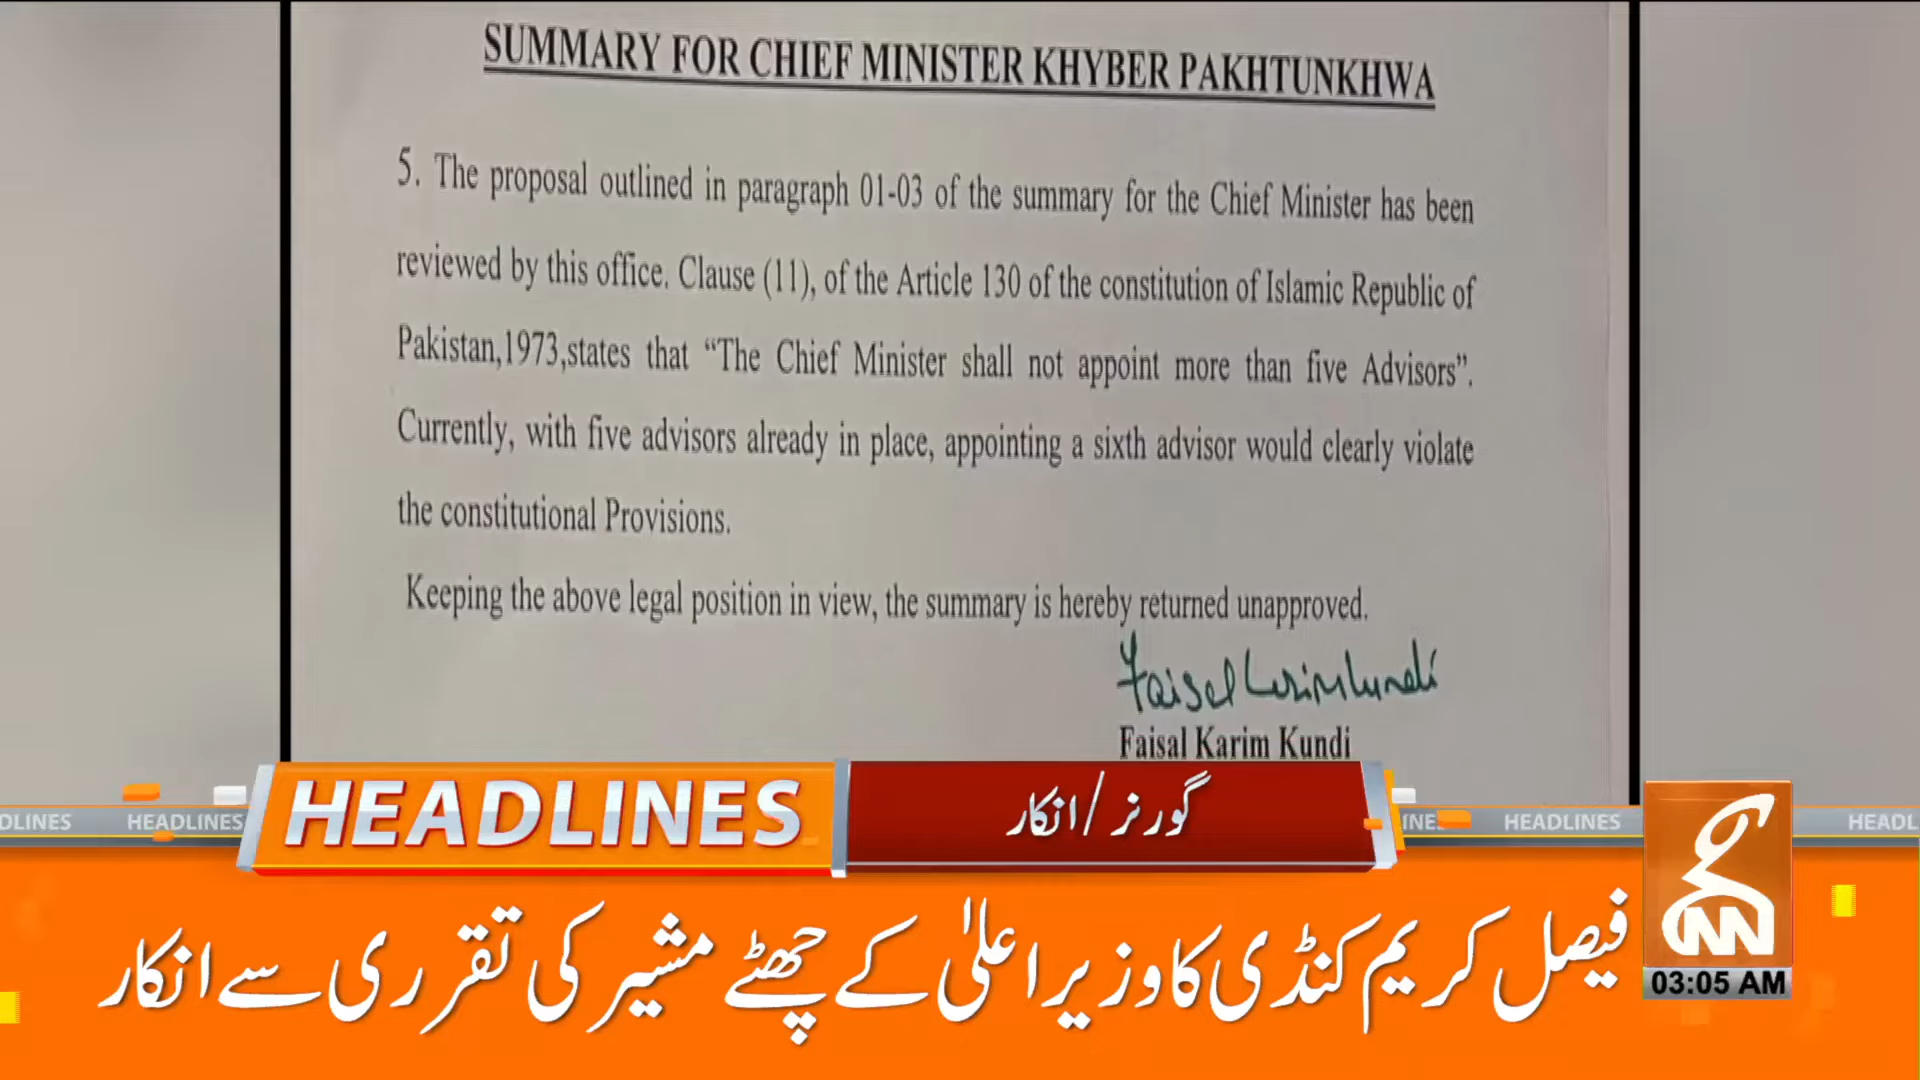 SUMMARY FOR CHIEF MINISTER KHYBER PAKHTUNKHWA
5. The proposal outlined in paragraph 01-03 of the summary for the Chief Minister has been
reviewed by this office. Clause (11), of the Article 130 of the constitution of Islamic Republic of
Pakistan,1973,states that “The Chief Minister shall not appoint more than five Advisors”.
Currently, with five advisors already in place, appointing a sixth advisor would clearly violate
the constitutional Provisions.
Keeping the above legal position in view, the summary is hereby returned unapproved.
Faisal Karim Kundi
Faisal Karim Kundi
HEADLINES
گورنر/انکار
DLINES HEADLINES
INES HEADLINES HEADL
GNN
فیصل کریم کنڈی کا وزیراعلیٰ کے چھٹے مشیر کی تقرری سے انکار
03:05 AM